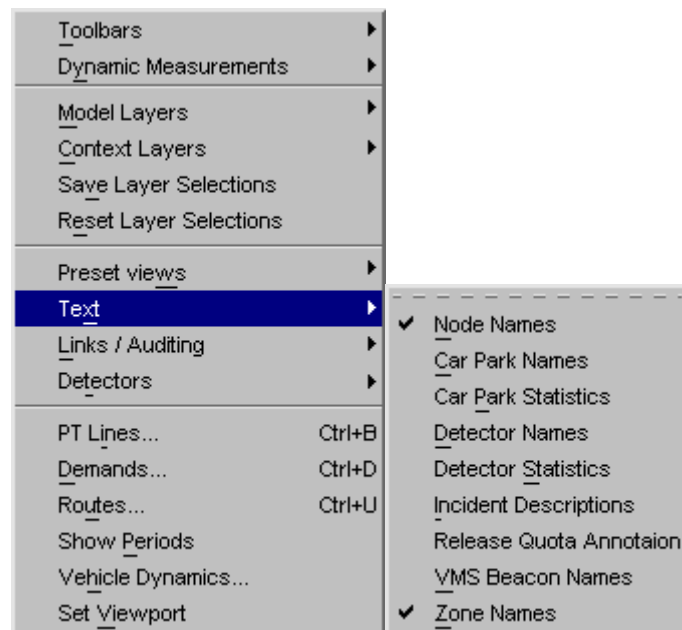 Toolbars
Dynamic Measurements
Model Layers
Context Layers
Save Layer Selections
Reset Layer Selections
Preset views
Text
Links / Auditing
Detectors
PT Lines... Ctrl+B
Demands... Ctrl+D
Routes... Ctrl+U
Show Periods
Vehicle Dynamics...
Set Viewport
Node Names
Car Park Names
Car Park Statistics
Detector Names
Detector Statistics
Incident Descriptions
Release Quota Annotaion
VMS Beacon Names
Zone Names